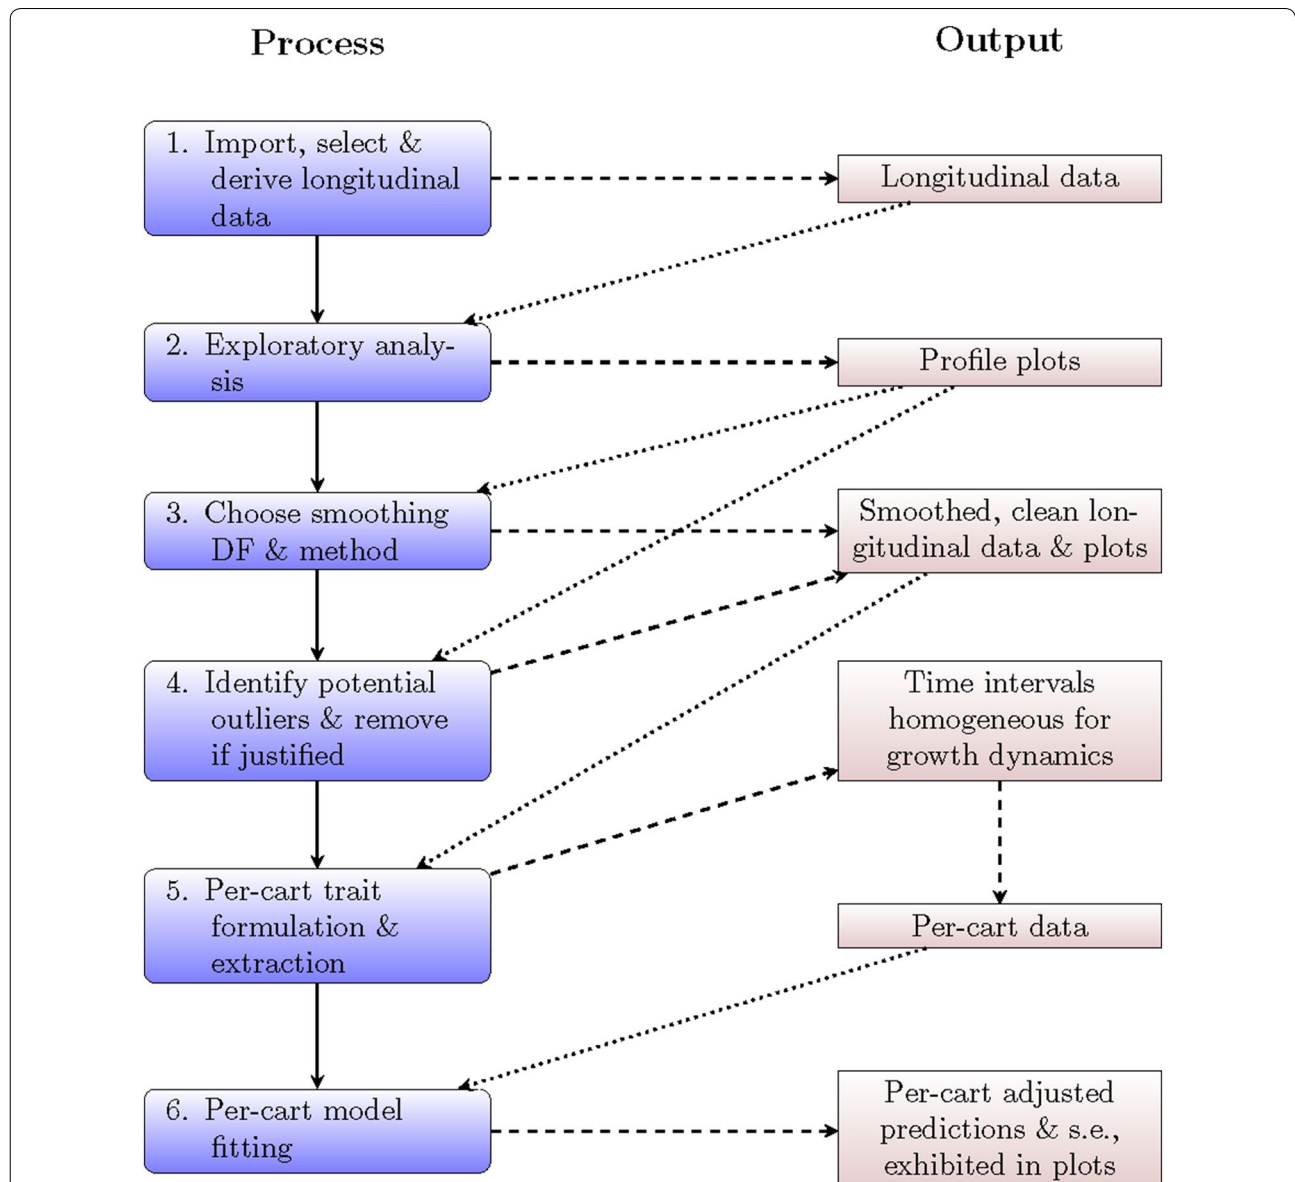 Process
Output
1. Import, select &
derive longitudinal
data
Longitudinal data
2. Exploratory analy-
sis
Profile plots
3. Choose smoothing
DF & method
Smoothed, clean lon-
gitudinal data & plots
4. Identify potential
outliers & remove
if justified
Time intervals
homogeneous for
growth dynamics
5. Per-cart trait
formulation &
extraction
Per-cart data
6. Per-cart model
fitting
Per-cart adjusted
predictions & s.e.,
exhibited in plots